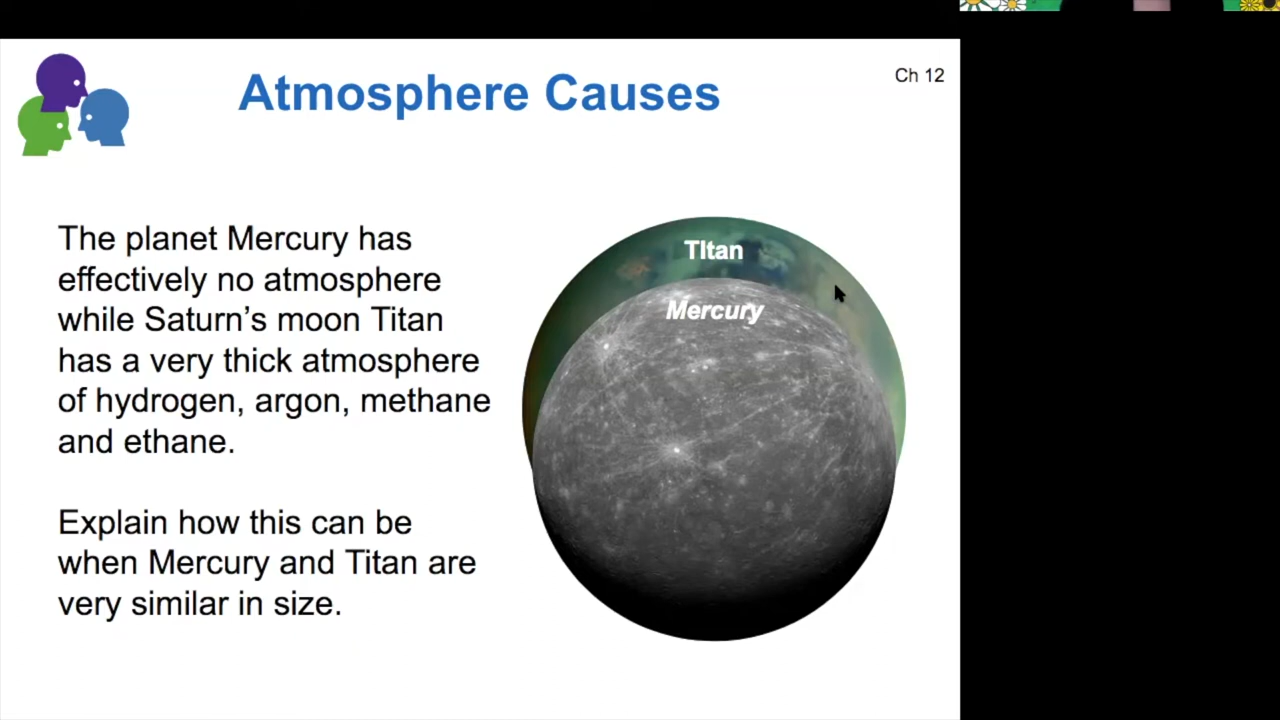 Atmosphere Causes
Ch 12
The planet Mercury has
effectively no atmosphere
while Saturn’s moon Titan
has a very thick atmosphere
of hydrogen, argon, methane
and ethane.
Explain how this can be
when Mercury and Titan are
very similar in size.
TItan
Mercury